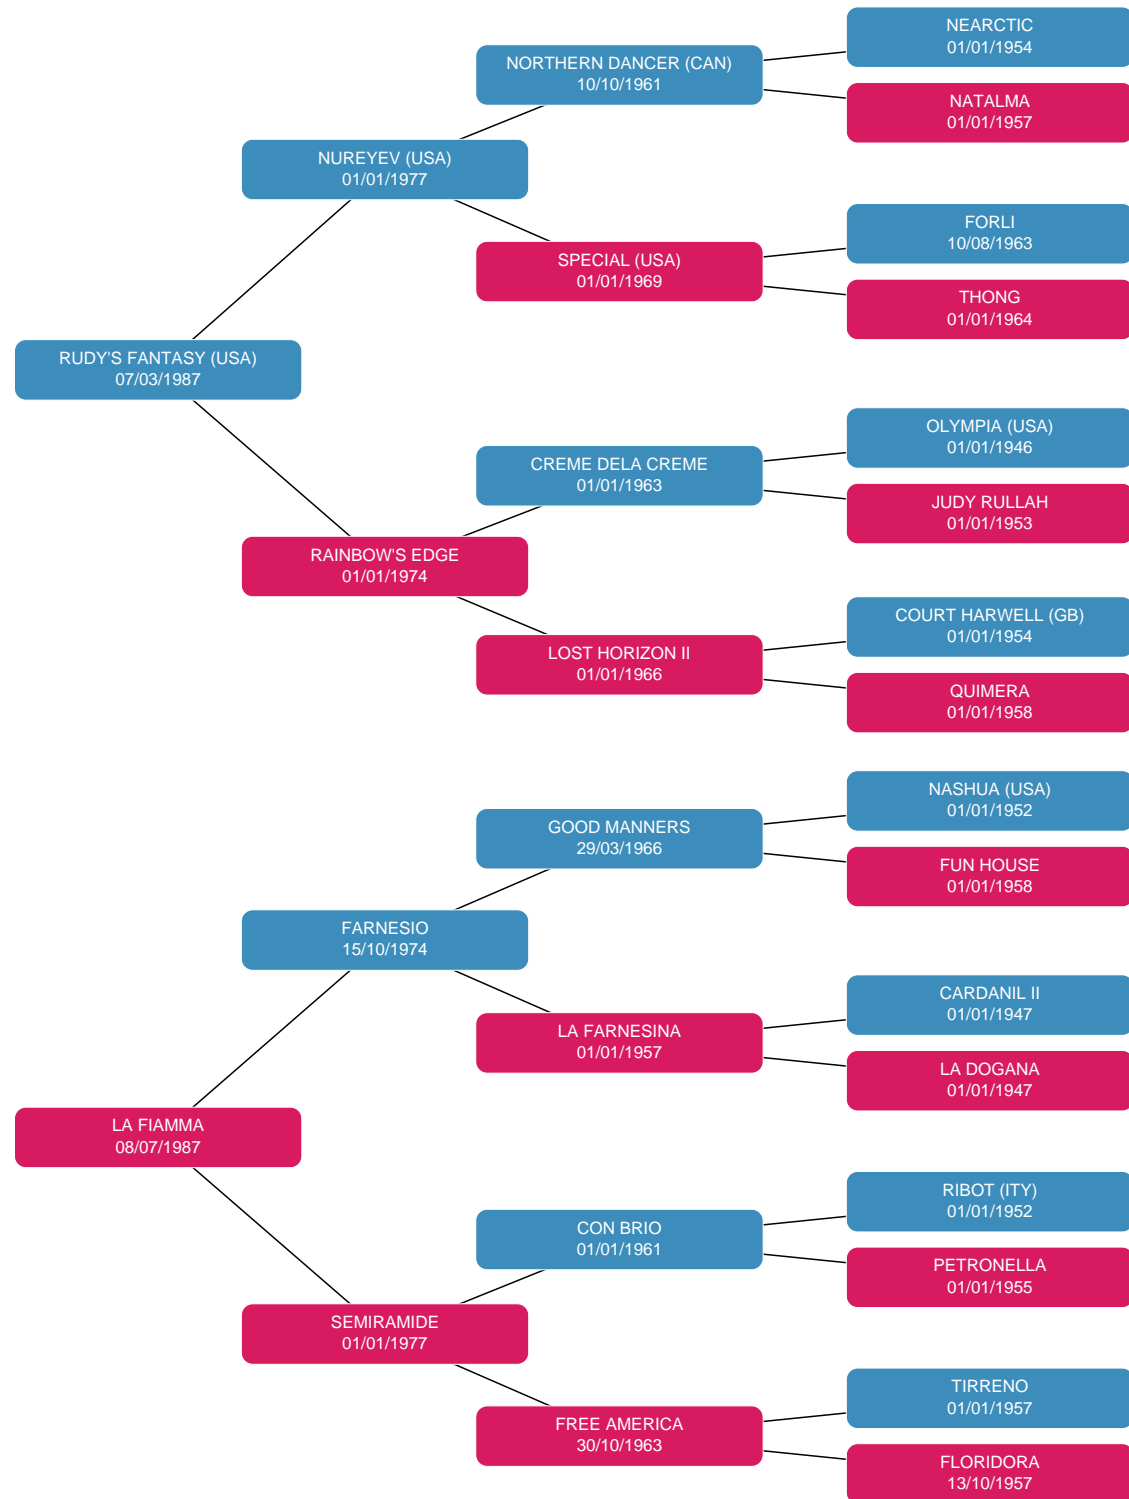 NEARCTIC
01/01/1954
NORTHERN DANCER (CAN)
10/10/1961
NATALMA
01/01/1957
NUREYEV (USA)
01/01/1977
FORLI
10/08/1963
SPECIAL (USA)
01/01/1969
THONG
01/01/1964
RUDY'S FANTASY (USA)
07/03/1987
OLYMPIA (USA)
01/01/1946
CREME DELA CREME
01/01/1963
JUDY RULLAH
01/01/1953
RAINBOW'S EDGE
01/01/1974
COURT HARWELL (GB)
01/01/1954
LOST HORIZON II
01/01/1966
QUIMERA
01/01/1958
NASHUA (USA)
01/01/1952
GOOD MANNERS
29/03/1966
FUN HOUSE
01/01/1958
FARNESIO
15/10/1974
CARDANIL II
01/01/1947
LA FARNESINA
01/01/1957
LA DOGANA
01/01/1947
LA FIAMMA
08/07/1987
RIBOT (ITY)
01/01/1952
CON BRIO
01/01/1961
PETRONELLA
01/01/1955
SEMIRAMIDE
01/01/1977
TIRRENO
01/01/1957
FREE AMERICA
30/10/1963
FLORIDORA
13/10/1957